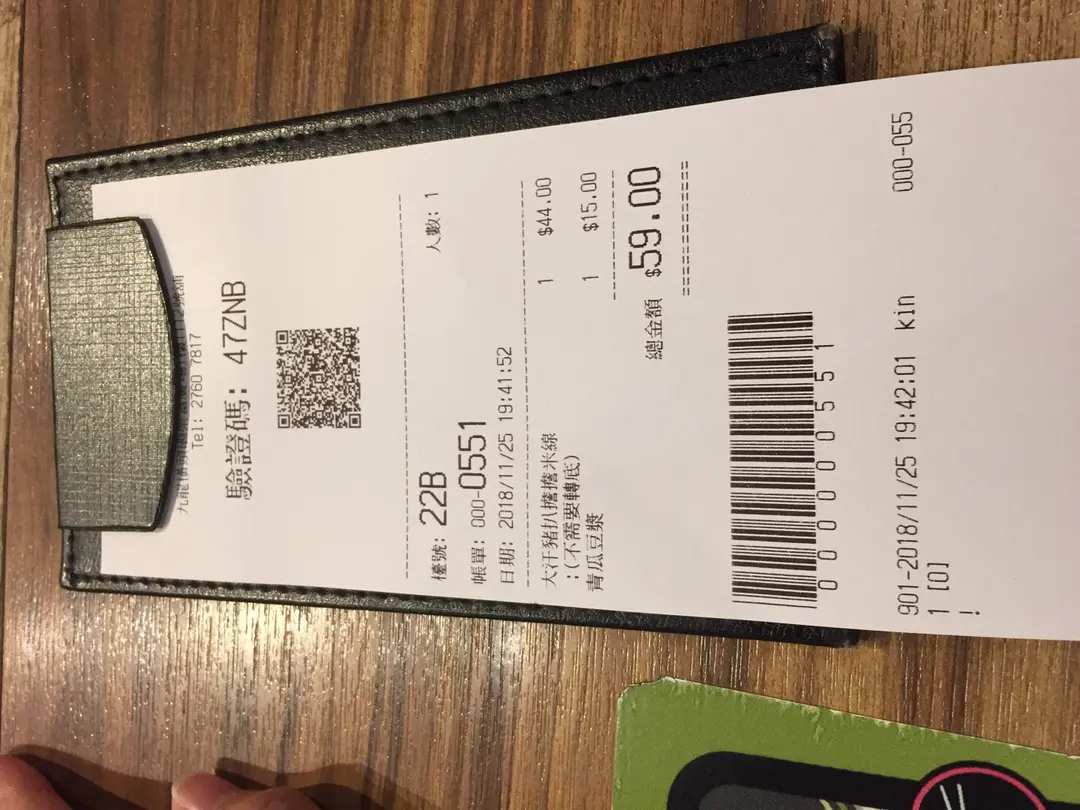 Tel: 2760 7817
驗證碼: 47ZNB
檯號: 22B 人數: 1
帳單: 000-0551
日期: 2018/11/25 19:41:52
大汗豬扒擔擔米線 1 $44.00
:(不需要轉底)
青瓜豆漿 1 $15.00
總金額 $59.00
0000000551
901-2018/11/25 19:42:01 kin 000-055
1 [0]
!